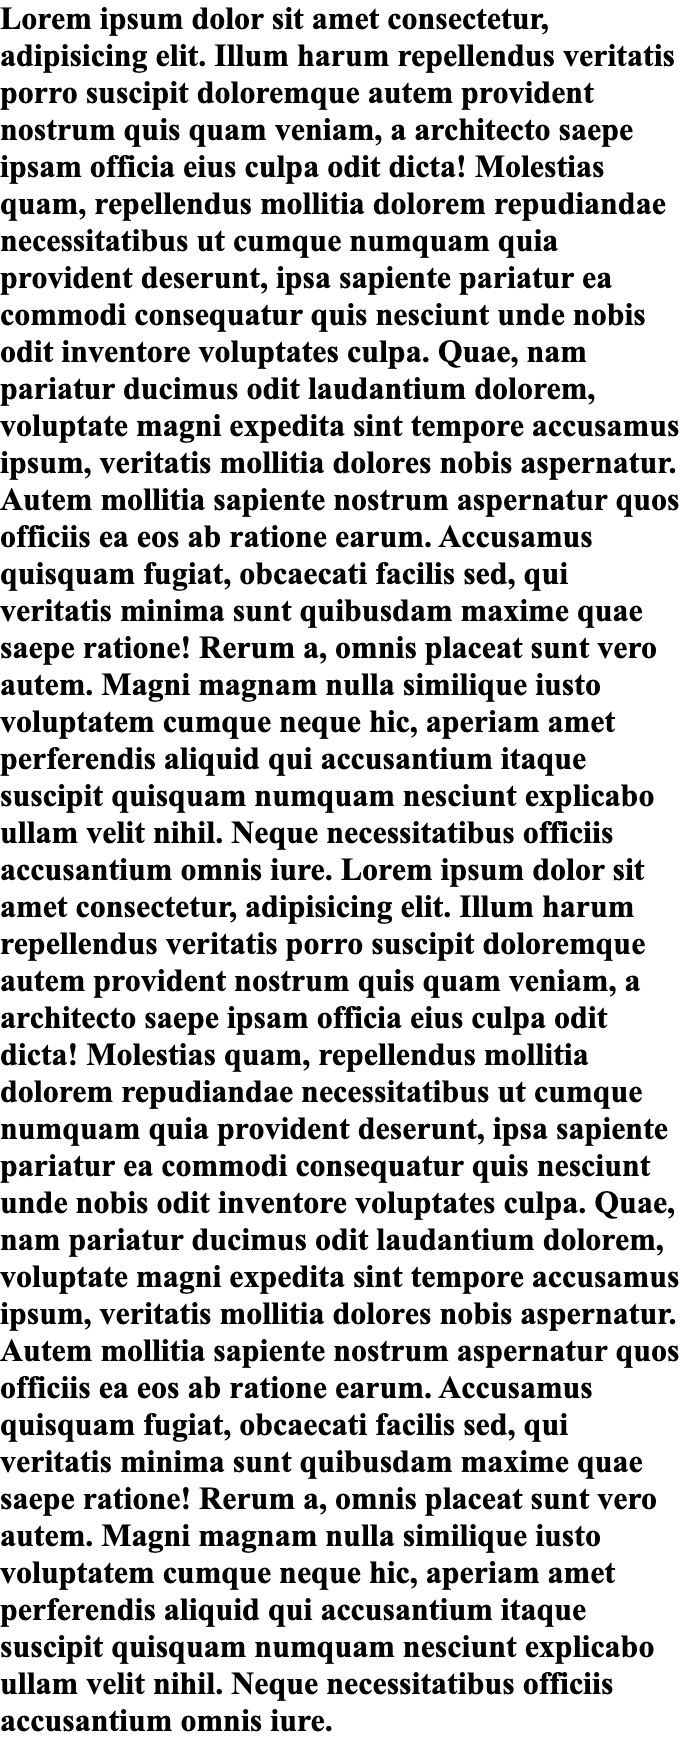 Lorem ipsum dolor sit amet consectetur,
adipisicing elit. Illum harum repellendus veritatis
porro suscipit doloremque autem provident
nostrum quis quam veniam, a architecto saepe
ipsam officia eius culpa odit dicta! Molestias
quam, repellendus mollitia dolorem repudiandae
necessitatibus ut cumque numquam quia
provident deserunt, ipsa sapiente pariatur ea
commodi consequatur quis nesciunt unde nobis
odit inventore voluptates culpa. Quae, nam
pariatur ducimus odit laudantium dolorem,
voluptate magni expedita sint tempore accusamus
ipsum, veritatis mollitia dolores nobis aspernatur.
Autem mollitia sapiente nostrum aspernatur quos
officiis ea eos ab ratione earum. Accusamus
quisquam fugiat, obcaecati facilis sed, qui
veritatis minima sunt quibusdam maxime quae
saepe ratione! Rerum a, omnis placeat sunt vero
autem. Magni magnam nulla similique iusto
voluptatem cumque neque hic, aperiam amet
perferendis aliquid qui accusantium itaque
suscipit quisquam numquam nesciunt explicabo
ullam velit nihil. Neque necessitatibus officiis
accusantium omnis iure. Lorem ipsum dolor sit
amet consectetur, adipisicing elit. Illum harum
repellendus veritatis porro suscipit doloremque
autem provident nostrum quis quam veniam, a
architecto saepe ipsam officia eius culpa odit
dicta! Molestias quam, repellendus mollitia
dolorem repudiandae necessitatibus ut cumque
numquam quia provident deserunt, ipsa sapiente
pariatur ea commodi consequatur quis nesciunt
unde nobis odit inventore voluptates culpa. Quae,
nam pariatur ducimus odit laudantium dolorem,
voluptate magni expedita sint tempore accusamus
ipsum, veritatis mollitia dolores nobis aspernatur.
Autem mollitia sapiente nostrum aspernatur quos
officiis ea eos ab ratione earum. Accusamus
quisquam fugiat, obcaecati facilis sed, qui
veritatis minima sunt quibusdam maxime quae
saepe ratione! Rerum a, omnis placeat sunt vero
autem. Magni magnam nulla similique iusto
voluptatem cumque neque hic, aperiam amet
perferendis aliquid qui accusantium itaque
suscipit quisquam numquam nesciunt explicabo
ullam velit nihil. Neque necessitatibus officiis
accusantium omnis iure.